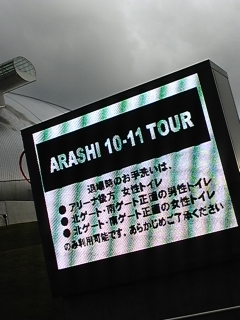 ARASHI 10-11 TOUR
退場時のお手洗いは、
●アリーナ後方 女性トイレ
●北ゲート・南ゲート正面の男性トイレ
●北ゲート・南ゲート正面の女性トイレ
のみ利用可能です。あらかじめご了承ください